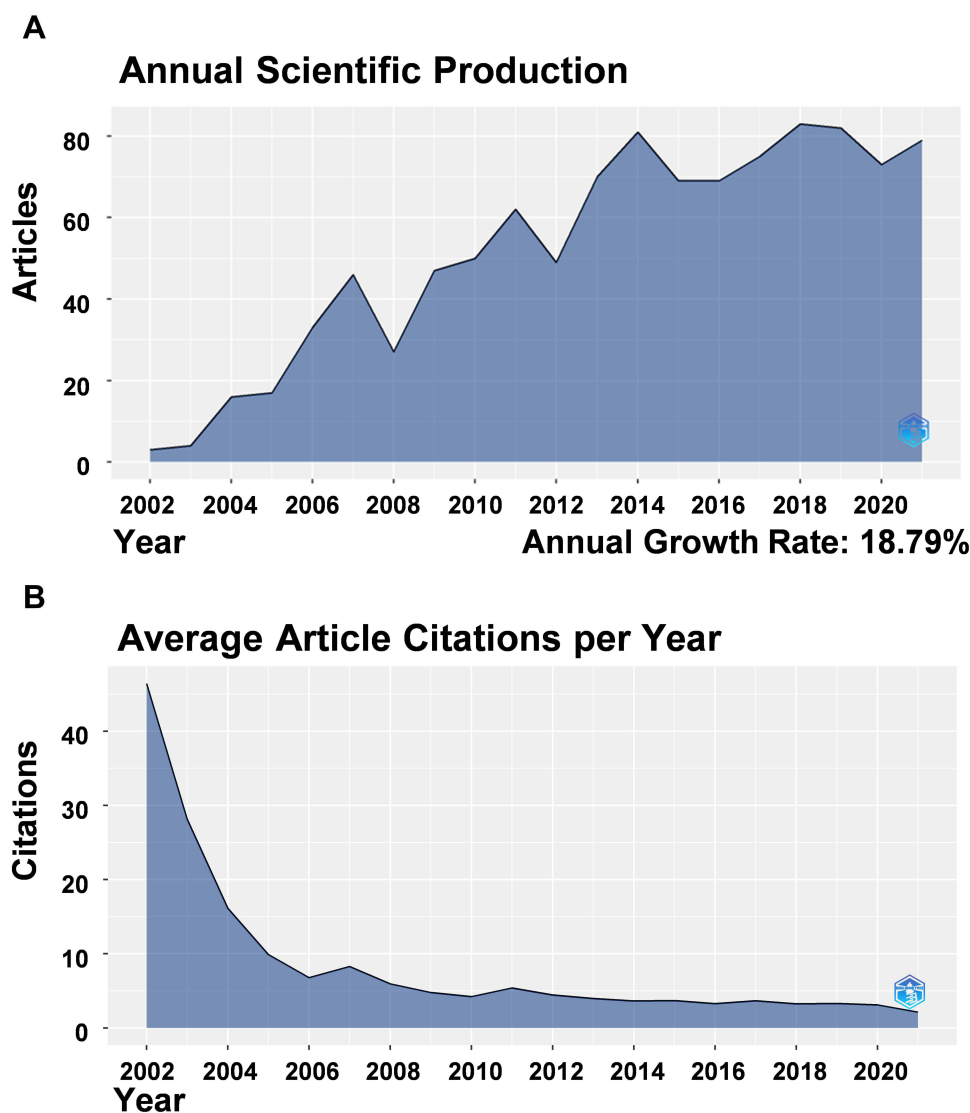 A
Annual Scientific Production
Articles
80
60
40
20
0
2002 2004 2006 2008 2010 2012 2014 2016 2018 2020
Year
Annual Growth Rate: 18.79%
B
Average Article Citations per Year
Citations
40
30
20
10
0
2002 2004 2006 2008 2010 2012 2014 2016 2018 2020
Year